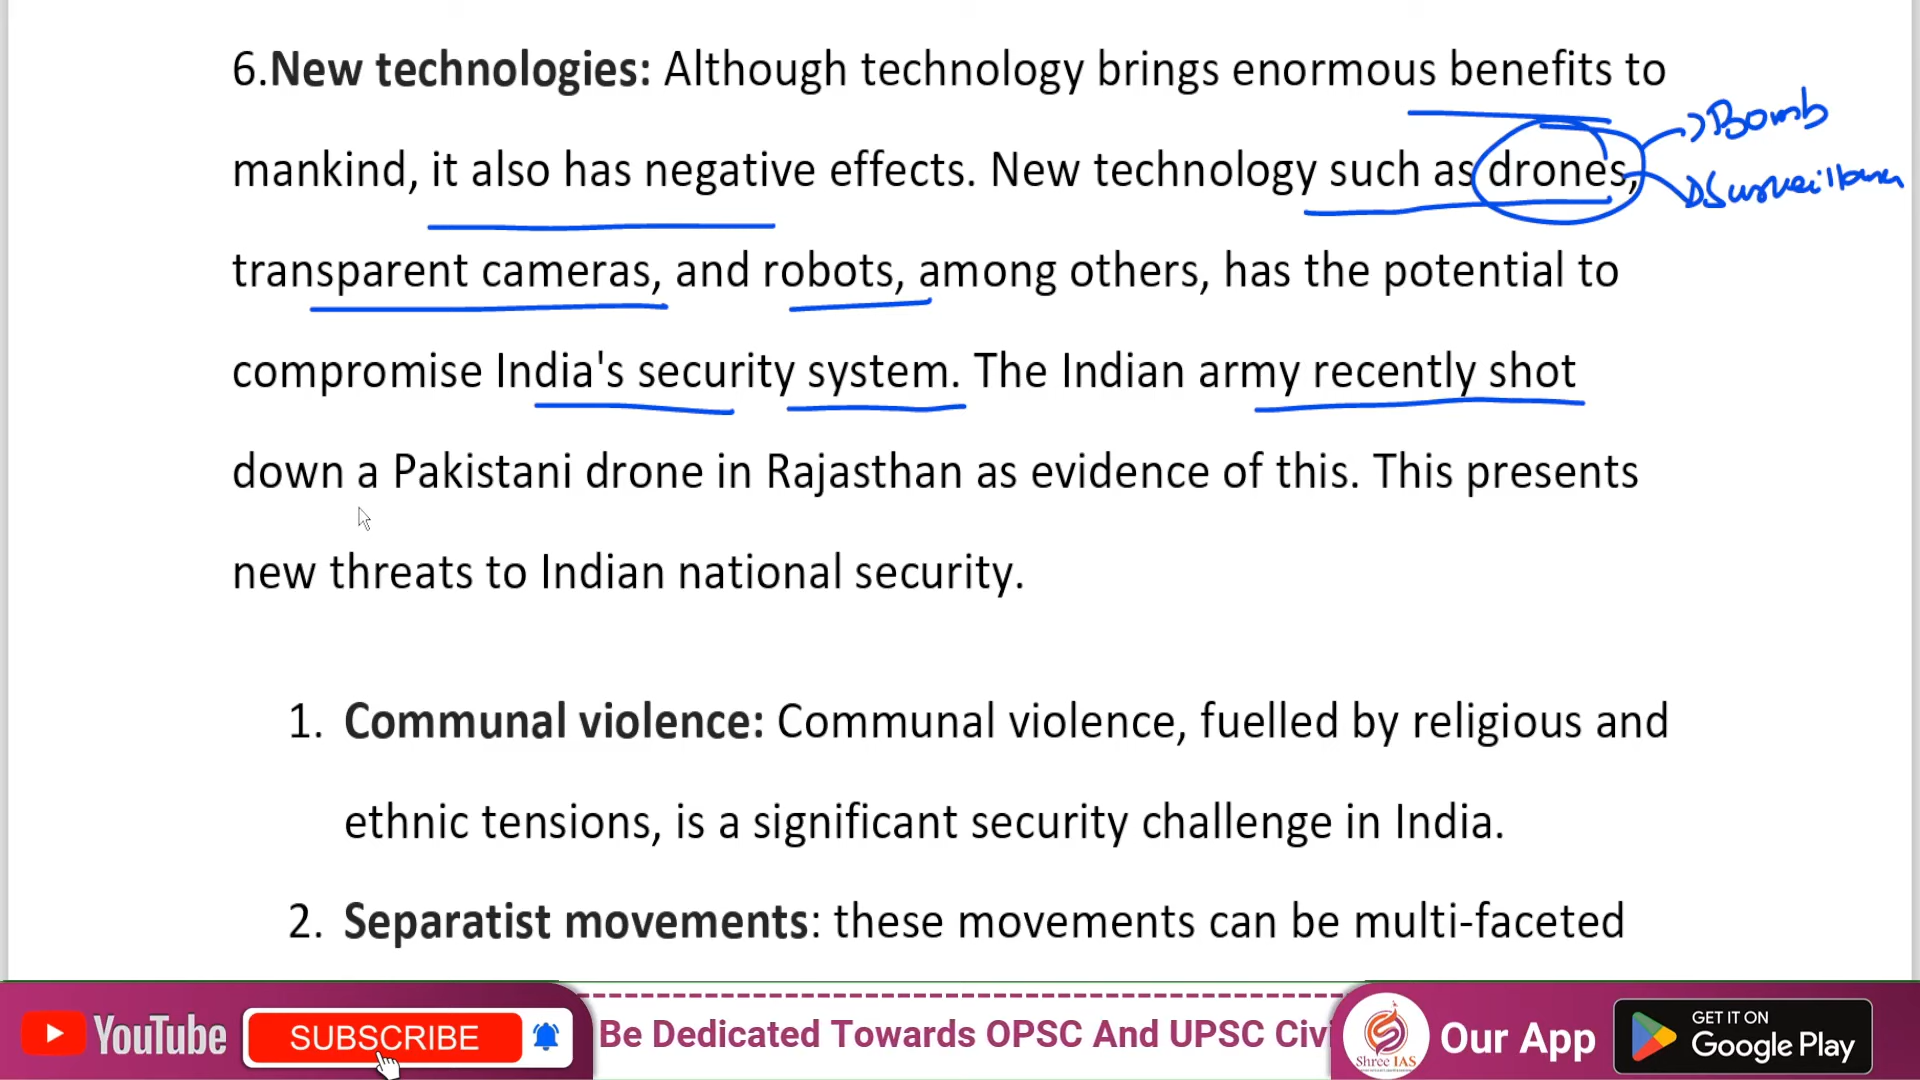 6.New technologies: Although technology brings enormous benefits to
Bomb
mankind, it also has negative effects. New technology such as drones,
transparent cameras, and robots, among others, has the potential to
compromise India's security system. The Indian army recently shot
down a Pakistani drone in Rajasthan as evidence of this. This presents
new threats to Indian national security.
1. Communal violence: Communal violence, fuelled by religious and
ethnic tensions, is a significant security challenge in India.
2. Separatist movements: these movements can be multi-faceted
YouTube
SUBSCRIBE
Be Dedicated Towards OPSC And UPSC Civi
Shree IAS
Our App
GET IT ON
Google Play